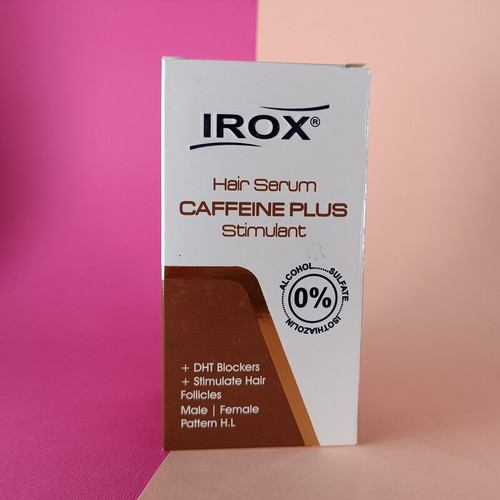 IROX®
Hair Serum
CAFFEINE PLUS
Stimulant
ALCOHOL......SULFATE......ISOTHIAZOLIN......
0%
+ DHT Blockers
+ Stimulate Hair
Follicles
Male | Female
Pattern H.L